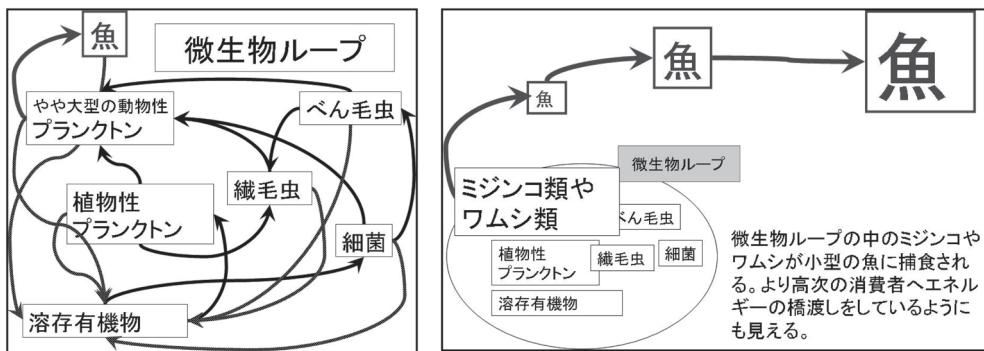 魚
微生物ループ
やや大型の動物性
プランクトン
べん毛虫
植物性
プランクトン
繊毛虫
細菌
溶存有機物
魚
魚
魚
微生物ループ
ミジンコ類や
ワムシ類
べん毛虫
植物性
プランクトン
繊毛虫
細菌
溶存有機物
微生物ループの中のミジンコや
ワムシが小型の魚に捕食され
る。より高次の消費者へエネル
ギーの橋渡しをしているように
も見える。